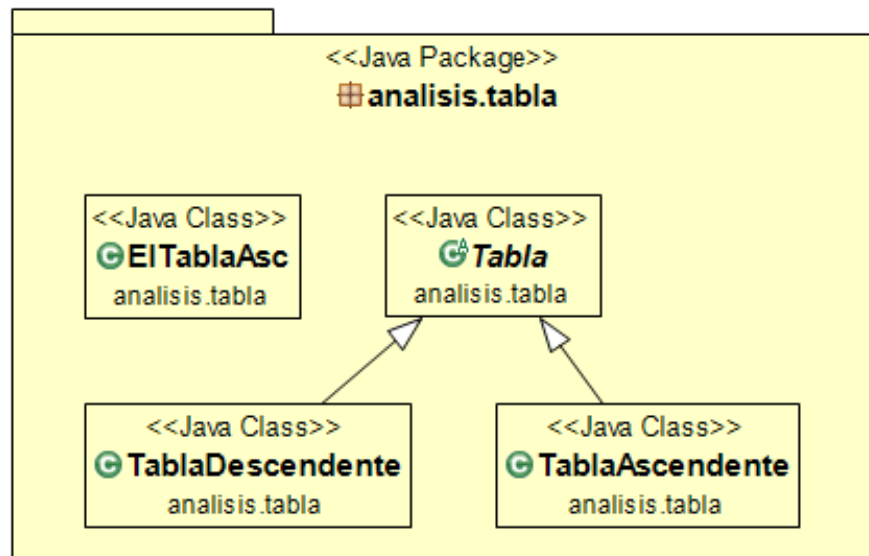 <<Java Package>>
analisis.tabla
<<Java Class>>
ElTablaAsc
analisis.tabla
<<Java Class>>
Tabla
analisis.tabla
<<Java Class>>
TablaDescendente
analisis.tabla
<<Java Class>>
TablaAscendente
analisis.tabla